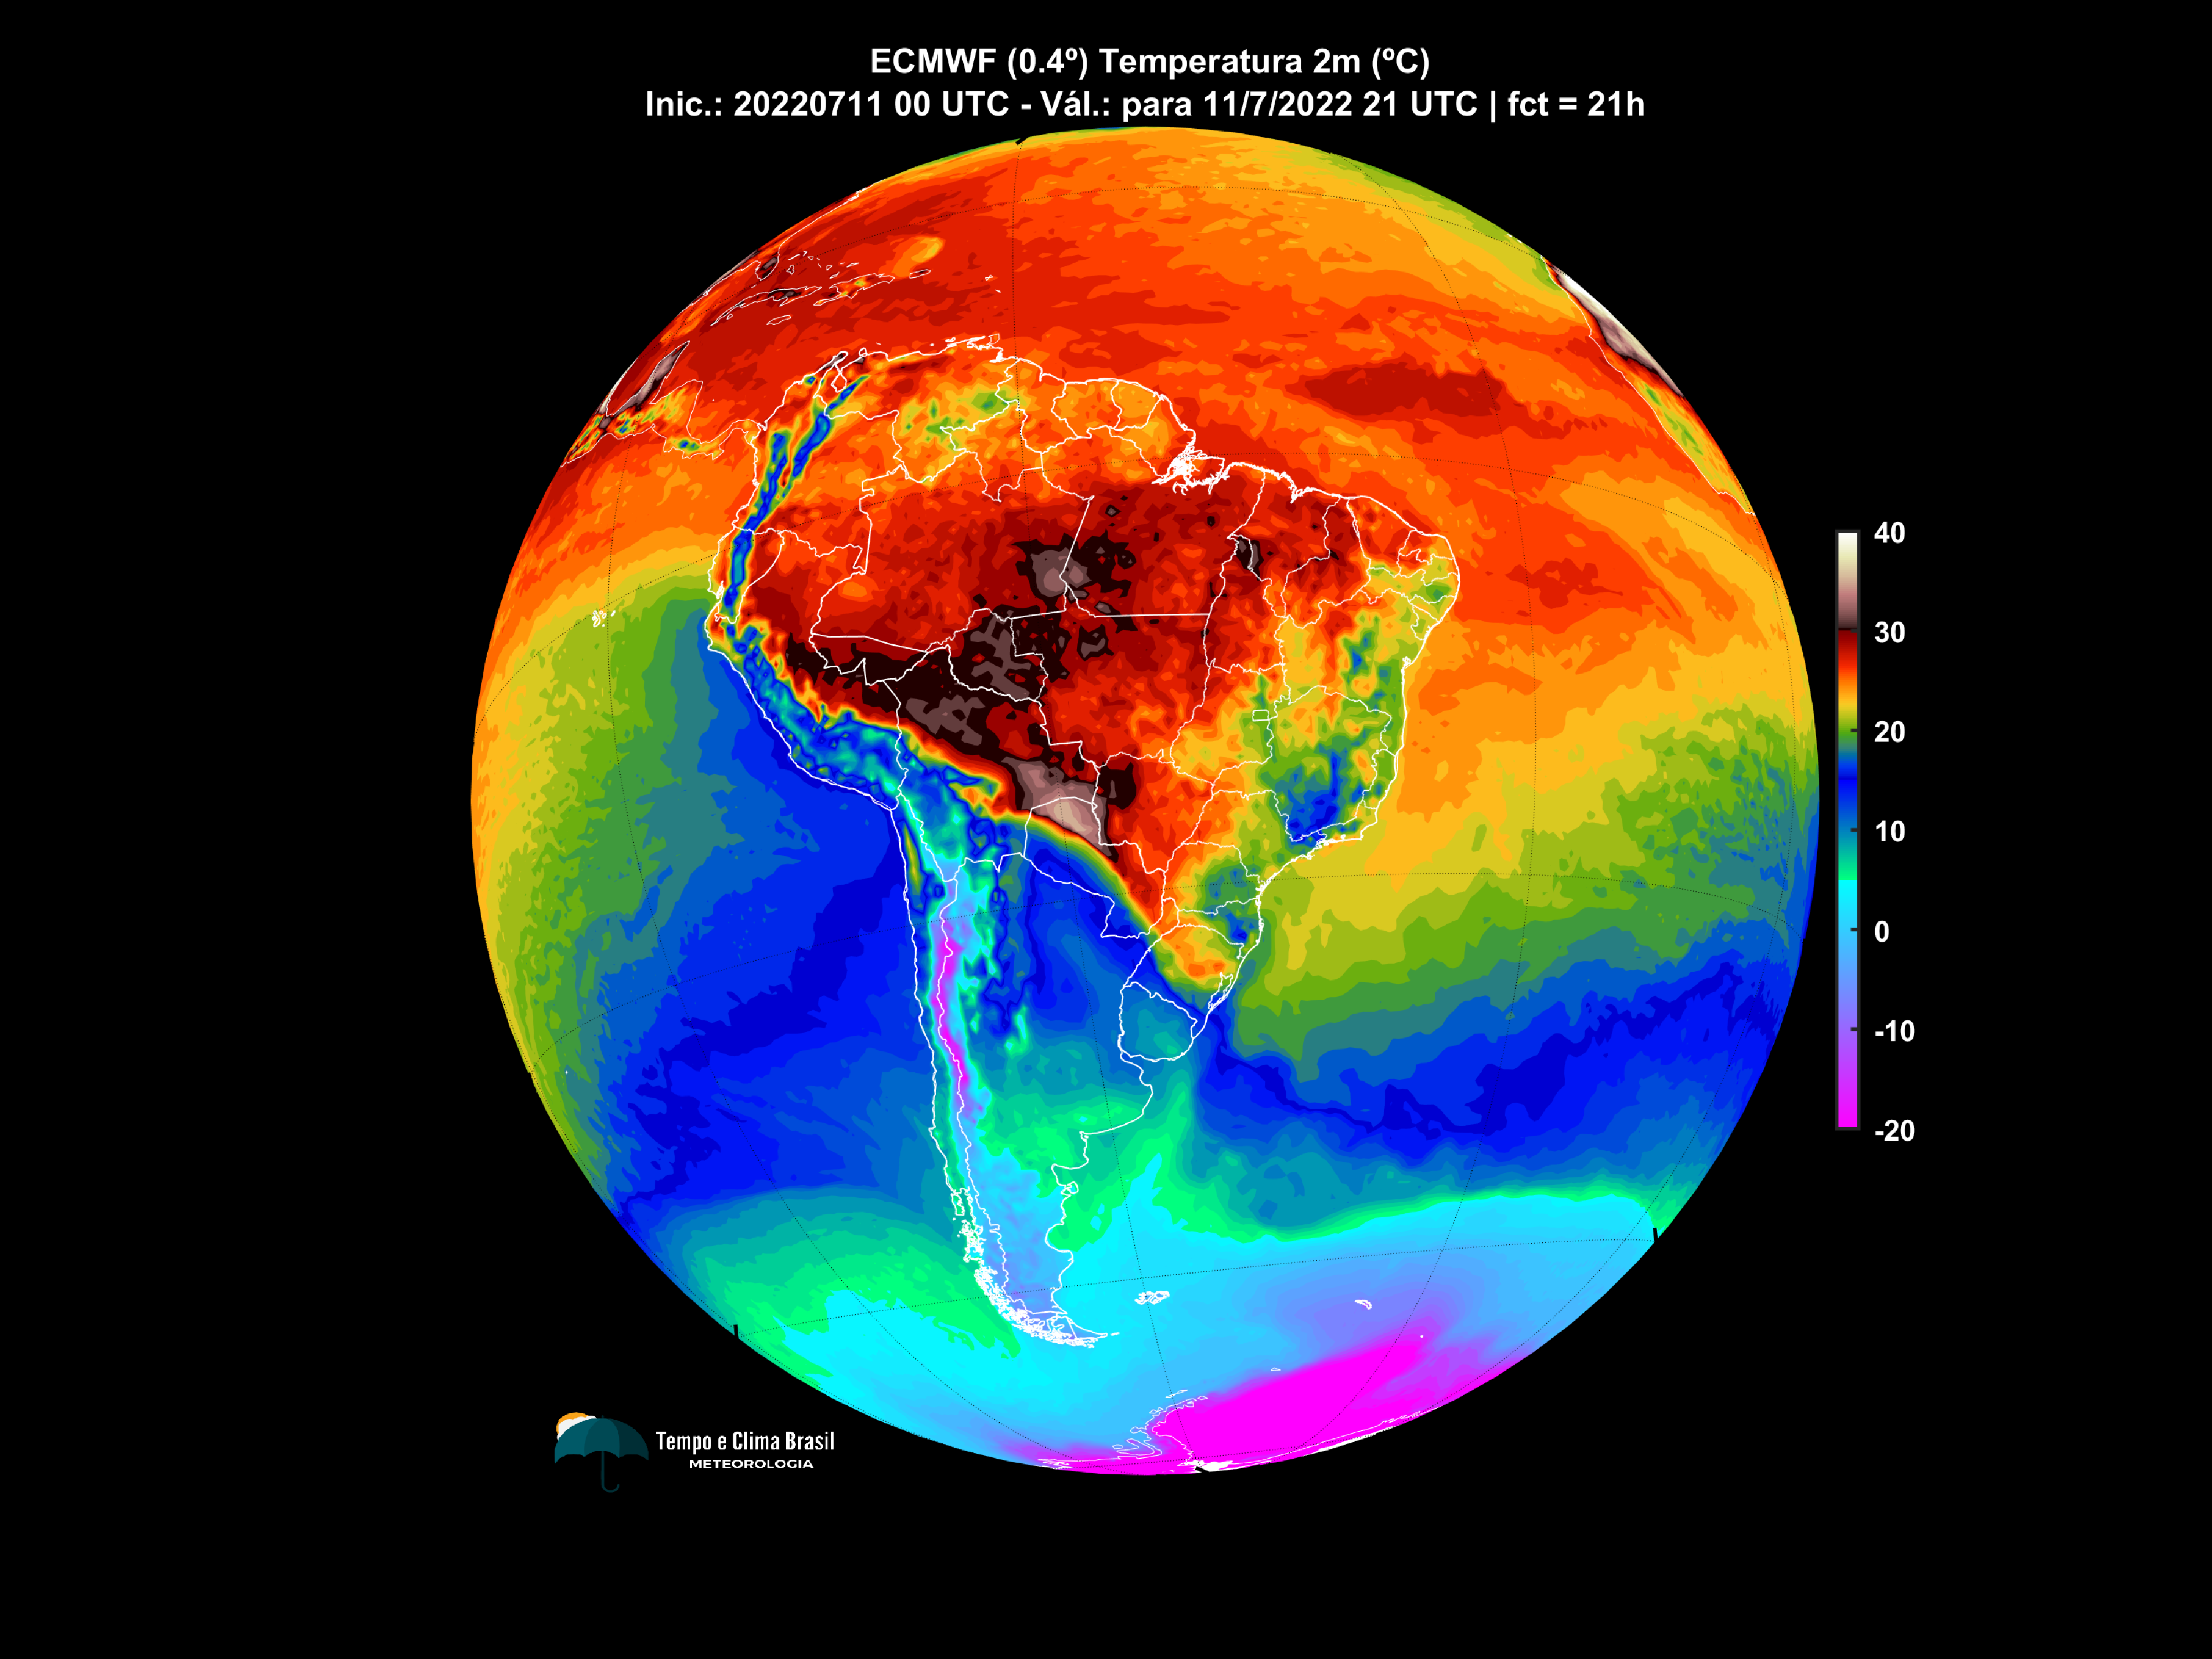 ECMWF (0.4º) Temperatura 2m (ºC)
Inic.: 20220711 00 UTC - Vál.: para 11/7/2022 21 UTC | fct = 21h
40
30
20
10
0
-10
-20
Tempo e Clima Brasil
METEOROLOGIA